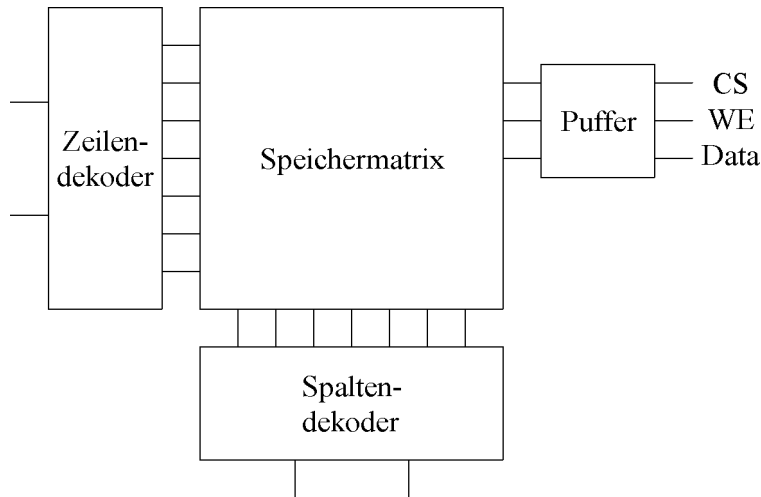 Zeilen-
dekoder
Speichermatrix
Puffer
CS
WE
Data
Spalten-
dekoder